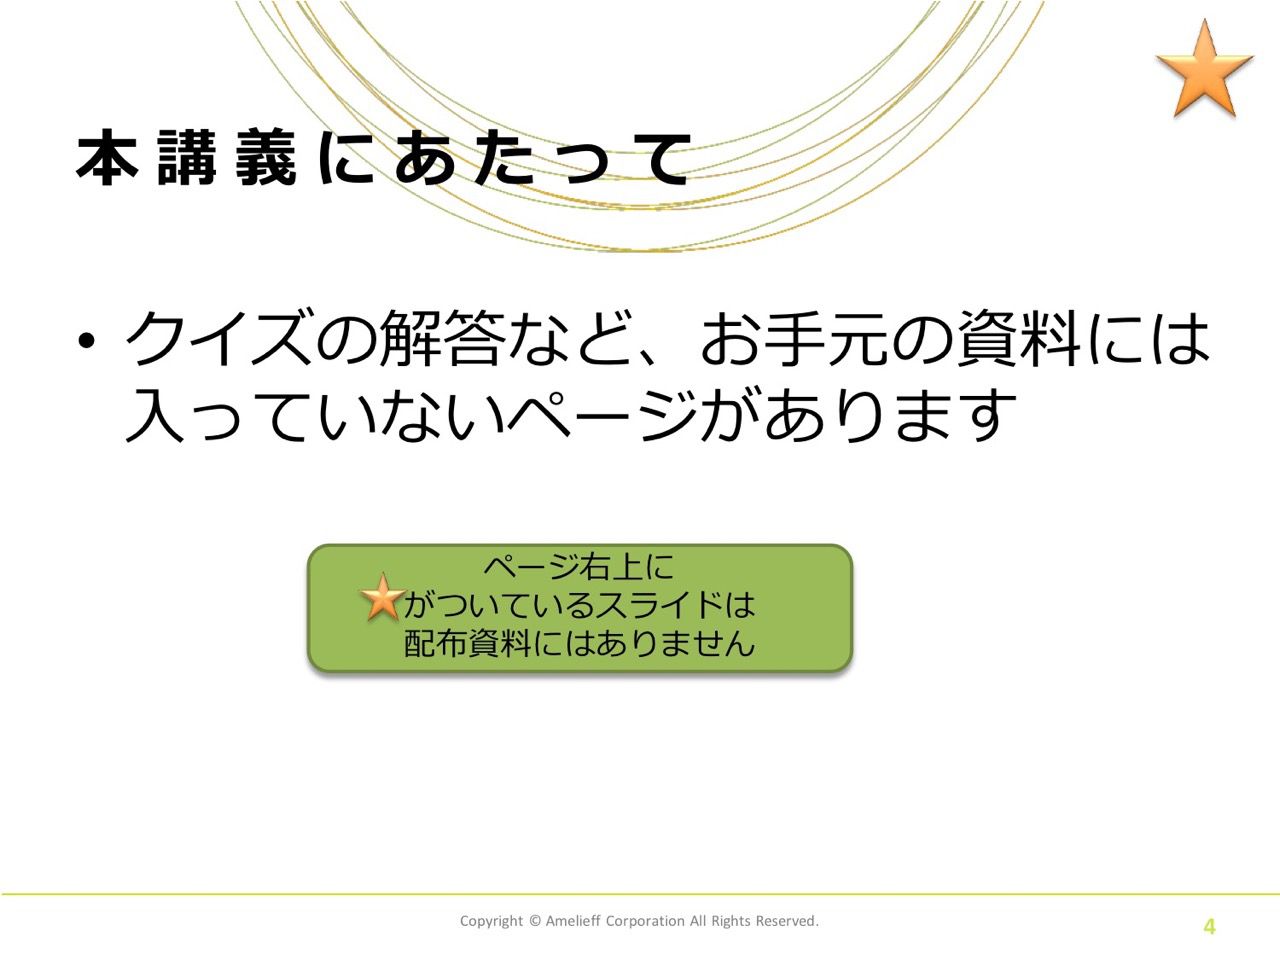 本講義にあたって
• クイズの解答など、お手元の資料には
入っていないページがあります
ページ右上に
がついているスライドは
配布資料にはありません
Copyright © Amelieff Corporation All Rights Reserved.
4